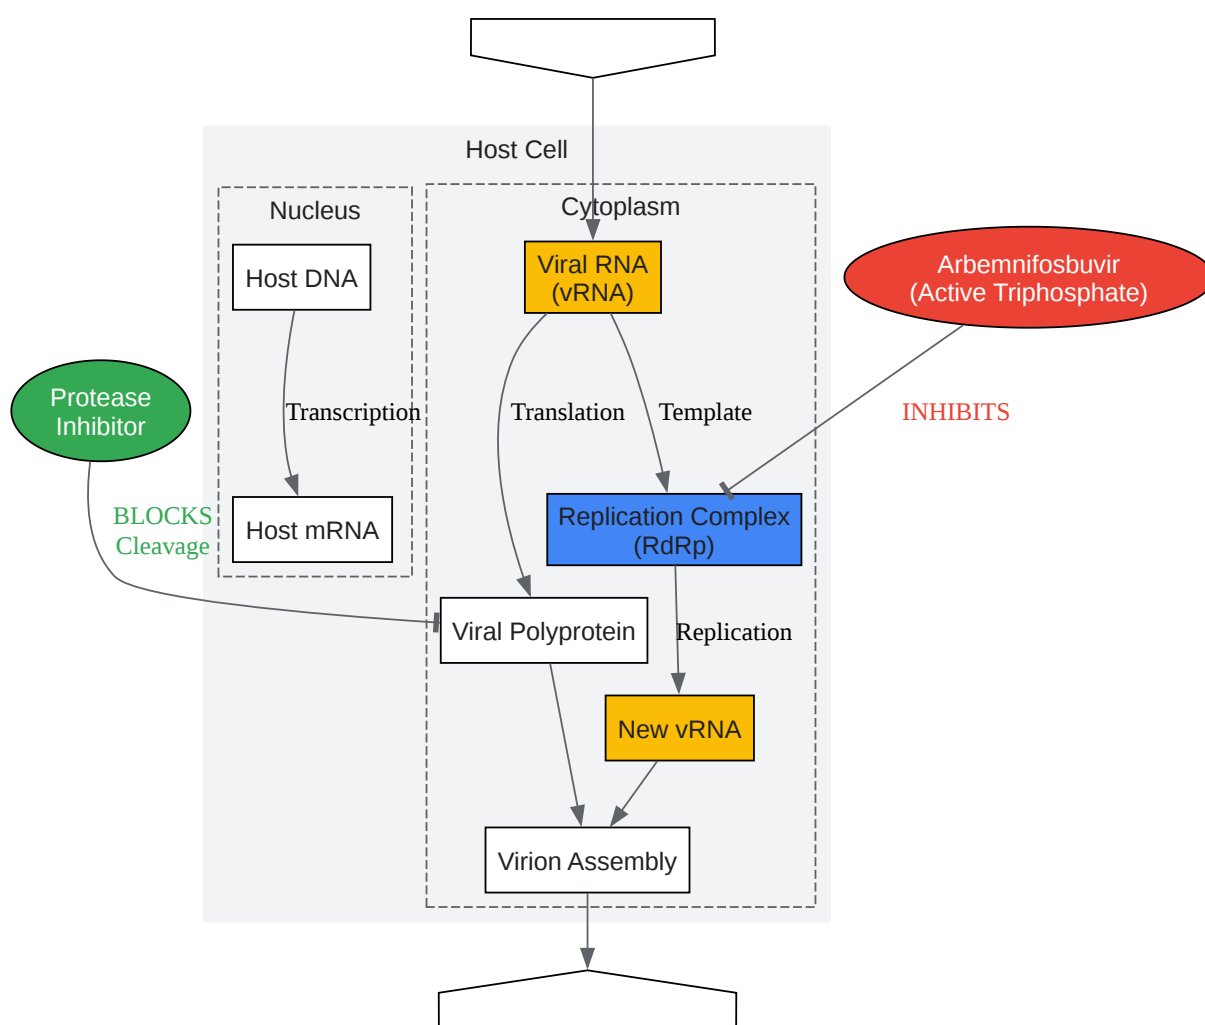 Host Cell
Nucleus
Cytoplasm
Host DNA
Viral RNA
(vRNA)
Arbemnifosbuvir
(Active Triphosphate)
Protease
Inhibitor
Transcription
Translation
Template
INHIBITS
BLOCKS
Cleavage
Host mRNA
Replication Complex
(RdRp)
Viral Polyprotein
Replication
New vRNA
Virion Assembly